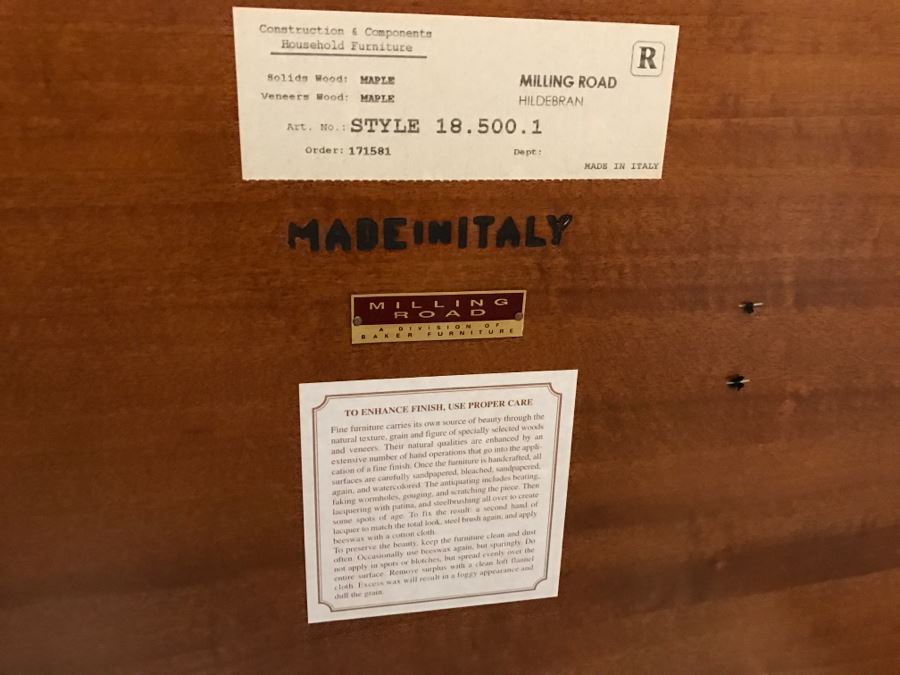 Construction & Components
Household Furniture
Solids Wood: MAPLE
Veneers Wood: MAPLE
Art. No.: STYLE 18.500.1
Order: 171581
Dept:
R
MILLING ROAD
HILDEBRAN
MADE IN ITALY
MADE IN ITALY
MILLING
ROAD
A DIVISION OF
BAKER FURNITURE
TO ENHANCE FINISH, USE PROPER CARE
Fine furniture carries its own source of beauty through the
natural texture, grain and figure of specially selected woods
and veneers. Their natural qualities are enhanced by an
extensive number of hand operations that go into the appli-
cation of a fine finish. Once the furniture is handcrafted, all
surfaces are carefully sandpapered, bleached, sandpapered,
again, and watercolored. The antiquating includes beating,
faking wormholes, gouging, and scratching the piece. Then
lacquering with patina, and steelbrushing all over to create
some spots of age. To fix the result: a second hand of
lacquer to match the total look, steel brush again, and apply
beeswax with a cotton cloth.
To preserve the beauty, keep the furniture clean and dust
often. Occasionally use beeswax again, but sparingly. Do
not apply in spots or blotches, but spread evenly over the
entire surface. Remove surplus with a clean loft flannel
cloth. Excess wax will result in a foggy appearance and
dull the grain.